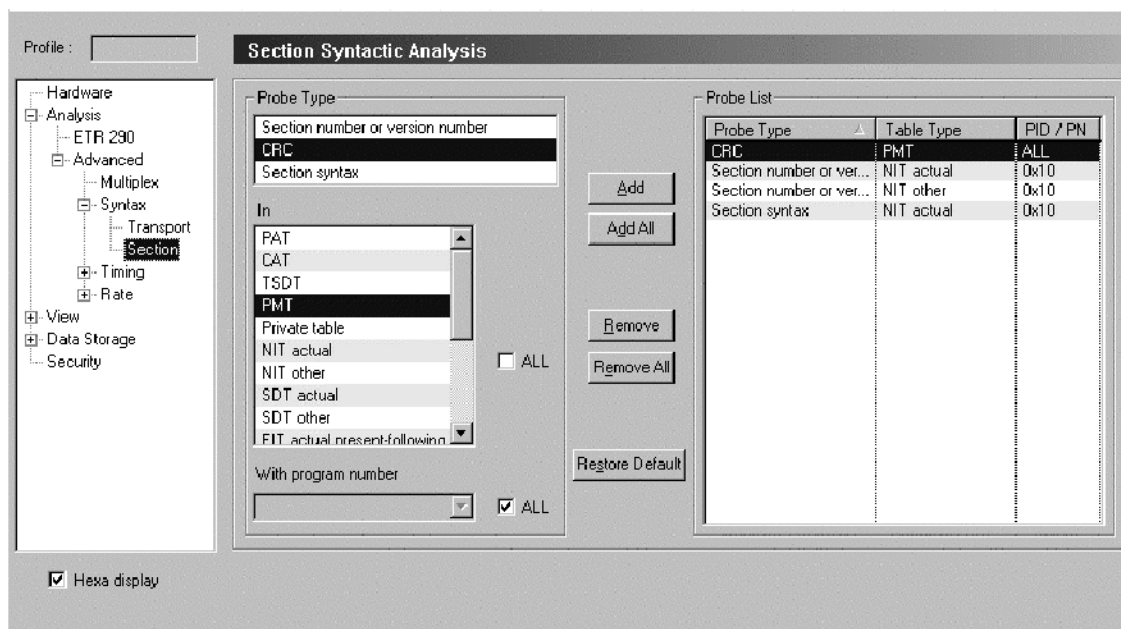 Profile :
Section Syntactic Analysis
Hardware
Analysis
ETR 290
Advanced
Multiplex
Syntax
Transport
Section
Timing
Rate
View
Data Storage
Security
Probe Type
Section number or version number
CRC
Section syntax
In
PAT
CAT
TSDT
PMT
Private table
NIT actual
NIT other
SDT actual
SDT other
EIT actual present-following
ALL
With program number
ALL
Add
Add All
Remove
Remove All
Restore Default
Probe List
Probe Type Table Type PID / PN
CRC PMT ALL
Section number or ver... NIT actual 0x10
Section number or ver... NIT other 0x10
Section syntax NIT actual 0x10
Hexa display